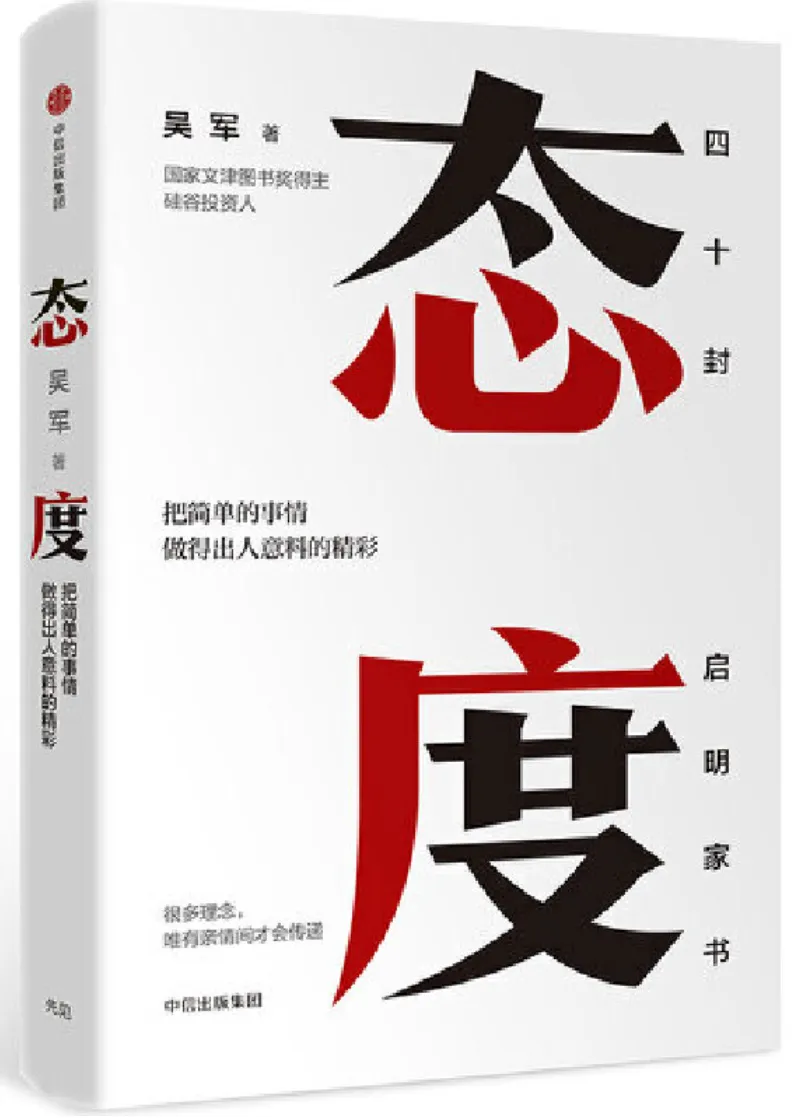 中信出版集团
态
度
吴军 著
把简单的事情
做得出人意料的精彩
先觉
吴军 著
国家文津图书奖得主
硅谷投资人
态
度
四十封
启明家书
把简单的事情
做得出人意料的精彩
很多理念，
唯有亲情间才会传递
中信出版集团